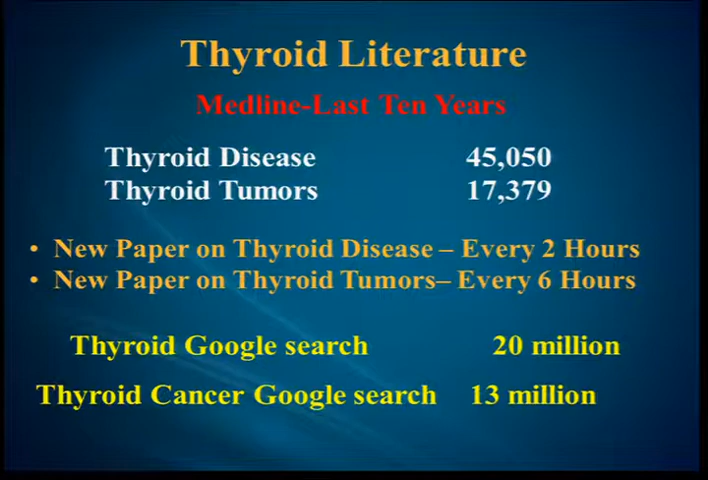 Thyroid Literature
Medline-Last Ten Years
Thyroid Disease 45,050
Thyroid Tumors 17,379
• New Paper on Thyroid Disease – Every 2 Hours
• New Paper on Thyroid Tumors– Every 6 Hours
Thyroid Google search 20 million
Thyroid Cancer Google search 13 million